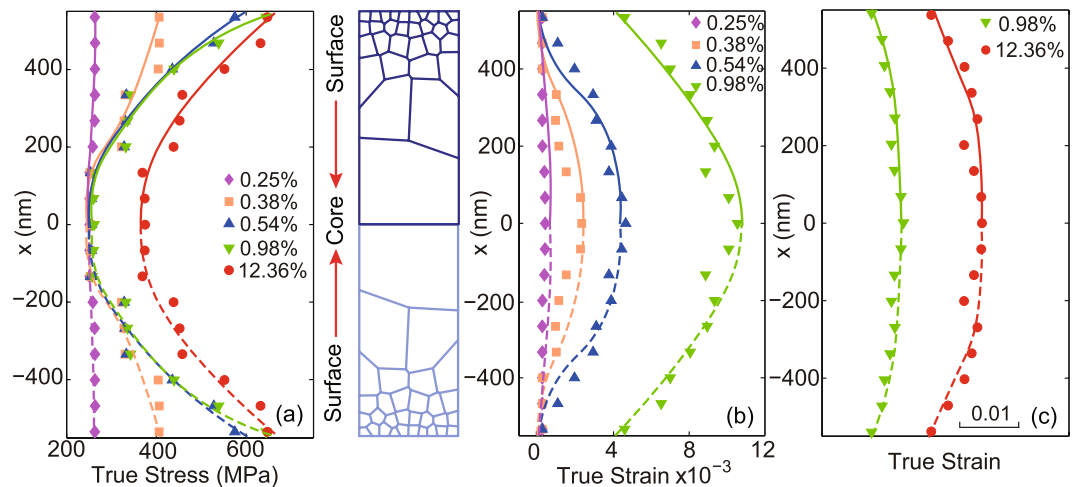 400
200
0
−200
−400
x (nm)
200
400
600
True Stress (MPa)
0.25%
0.38%
0.54%
0.98%
12.36%
(a)
Surface
Core
Surface
400
200
0
−200
−400
x (nm)
0
4
8
12
True Strain x10⁻³
0.25%
0.38%
0.54%
0.98%
(b)
400
200
0
−200
−400
x (nm)
0.98%
12.36%
0.01
(c)
True Strain